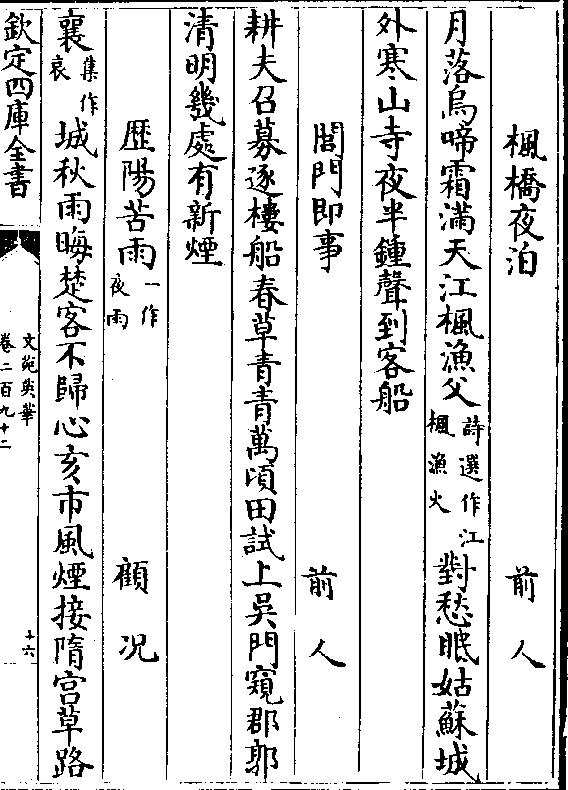 楓橋夜泊 前人
月落烏啼霜滿天江楓漁父詩選作江楓漁火對愁眠姑蘇城
外寒山寺夜半鍾聲到客船
閶門即事 前人
耕夫召募逐樓船春草青青萬頃田試上吳門窺郡郭
清明幾處有新煙
歴陽苦雨一作夜雨 顧況
襄集作哀城秋雨晦楚客不歸心亥市風煙接隋宫草路
欽定四庫全書
文苑英華
卷二百九十二
十六